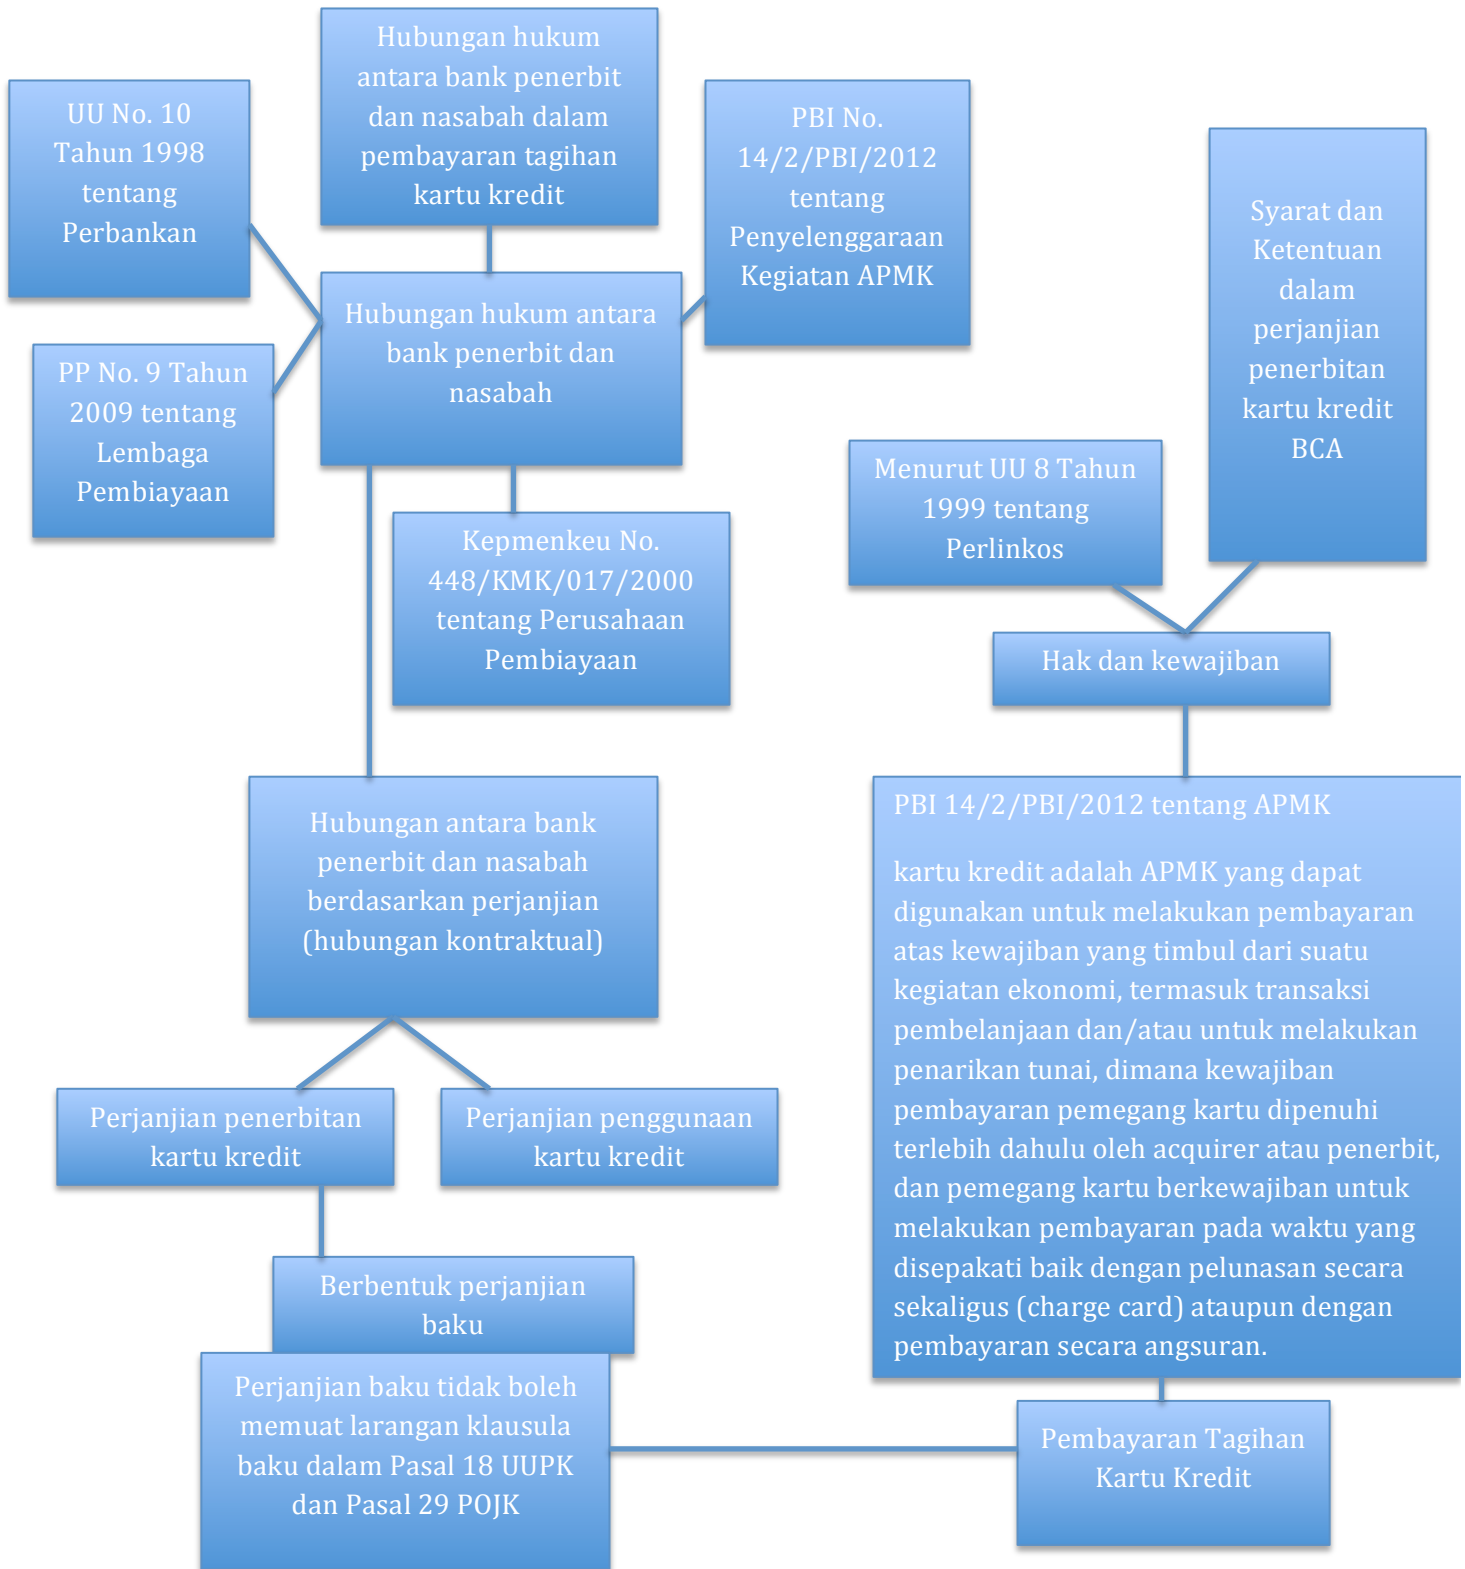 Hubungan hukum
antara bank penerbit
dan nasabah dalam
pembayaran tagihan
kartu kredit
UU No. 10
Tahun 1998
tentang
Perbankan
PBI No.
14/2/PBI/2012
tentang
Penyelenggaraan
Kegiatan APMK
Syarat dan
Ketentuan
dalam
perjanjian
penerbitan
kartu kredit
BCA
Hubungan hukum antara
bank penerbit dan
nasabah
PP No. 9 Tahun
2009 tentang
Lembaga
Pembiayaan
Menurut UU 8 Tahun
1999 tentang
Perlinkos
Kepmenkeu No.
448/KMK/017/2000
tentang Perusahaan
Pembiayaan
Hak dan kewajiban
Hubungan antara bank
penerbit dan nasabah
berdasarkan perjanjian
(hubungan kontraktual)
PBI 14/2/PBI/2012 tentang APMK
kartu kredit adalah APMK yang dapat
digunakan untuk melakukan pembayaran
atas kewajiban yang timbul dari suatu
kegiatan ekonomi, termasuk transaksi
pembelanjaan dan/atau untuk melakukan
penarikan tunai, dimana kewajiban
pembayaran pemegang kartu dipenuhi
terlebih dahulu oleh acquirer atau penerbit,
dan pemegang kartu berkewajiban untuk
melakukan pembayaran pada waktu yang
disepakati baik dengan pelunasan secara
sekaligus (charge card) ataupun dengan
pembayaran secara angsuran.
Perjanjian penerbitan
kartu kredit
Perjanjian penggunaan
kartu kredit
Berbentuk perjanjian
baku
Perjanjian baku tidak boleh
memuat larangan klausula
baku dalam Pasal 18 UUPK
dan Pasal 29 POJK
Pembayaran Tagihan
Kartu Kredit